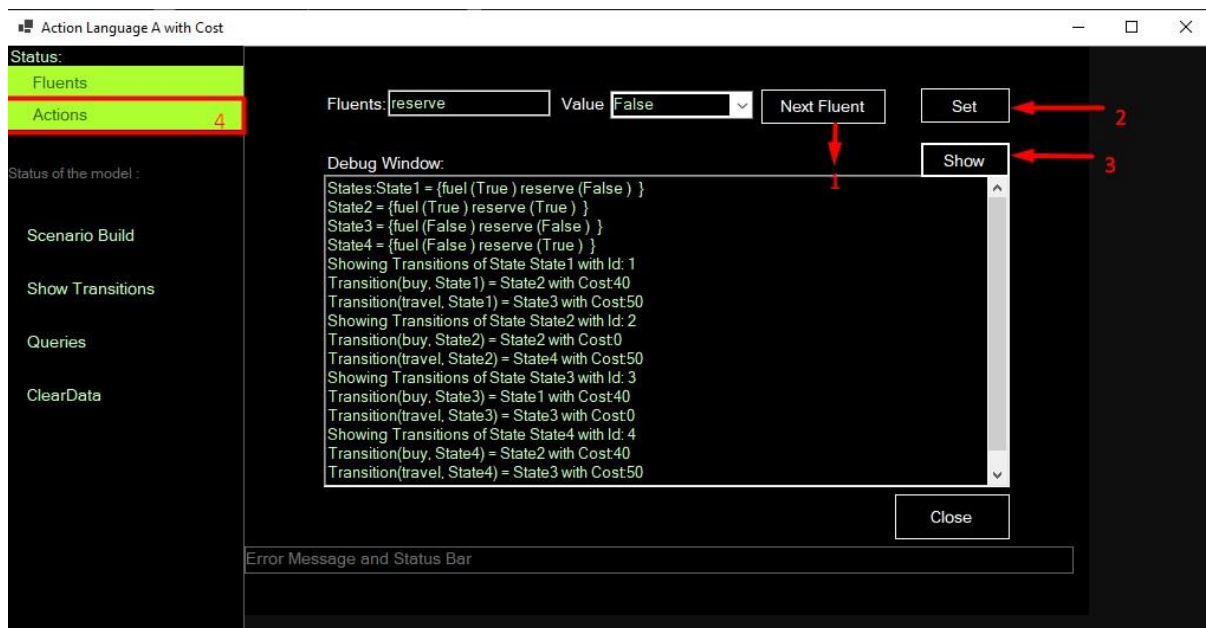 Action Language A with Cost
Status:
Fluents
Actions
4
Fluents: reserve Value False Next Fluent Set
2
1
Status of the model :
Debug Window: Show
3
States:State1 = {fuel (True ) reserve (False ) }
State2 = {fuel (True ) reserve (True ) }
State3 = {fuel (False ) reserve (False ) }
State4 = {fuel (False ) reserve (True ) }
Showing Transitions of State State1 with Id: 1
Transition(buy, State1) = State2 with Cost:40
Transition(travel, State1) = State3 with Cost:50
Showing Transitions of State State2 with Id: 2
Transition(buy, State2) = State2 with Cost:0
Transition(travel, State2) = State4 with Cost:50
Showing Transitions of State State3 with Id: 3
Transition(buy, State3) = State1 with Cost:40
Transition(travel, State3) = State3 with Cost:0
Showing Transitions of State State4 with Id: 4
Transition(buy, State4) = State2 with Cost:40
Transition(travel, State4) = State3 with Cost:50
Scenario Build
Show Transitions
Queries
ClearData
Close
Error Message and Status Bar